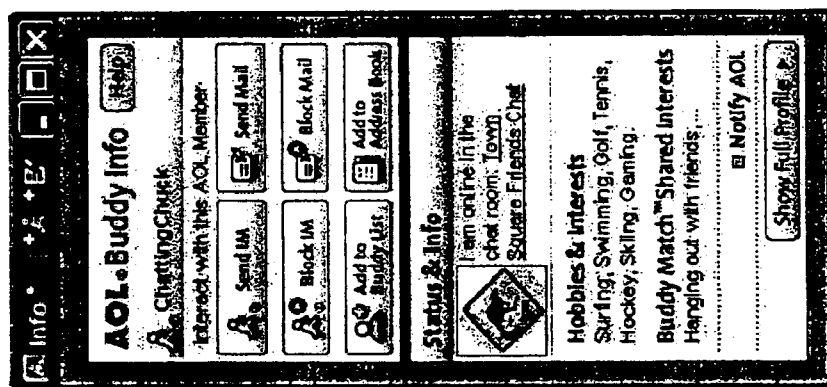 Info
AOL Buddy Info Help
ChattingChuck
Interact with this AOL Member
Send IM Send Mail
Block IM Block Mail
Add to Buddy List Add to Address Book
Status & Info
I am online in the
chat room: Town
Square Friends Chat
Hobbies & Interests
Surfing, Swimming, Golf, Tennis,
Hockey, Skiing, Gaming.
Buddy Match™ Shared Interests
Hanging out with friends,...
Notify AOL
Show Full Profile